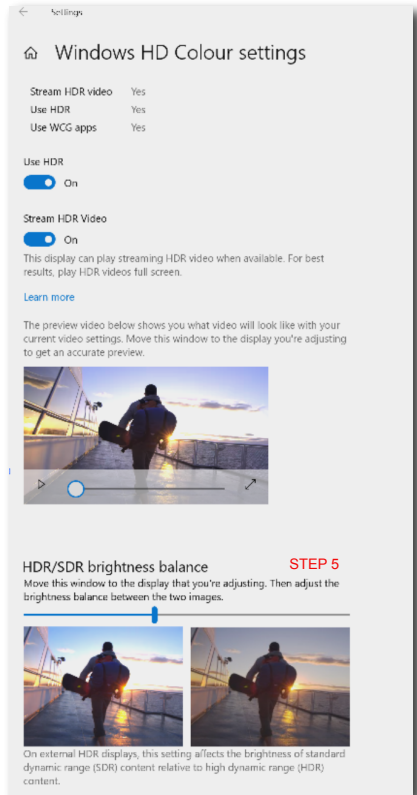 Settings
Windows HD Colour settings
Stream HDR video Yes
Use HDR Yes
Use WCG apps Yes
Use HDR
On
Stream HDR Video
On
This display can play streaming HDR video when available. For best
results, play HDR videos full screen.
Learn more
The preview video below shows you what video will look like with your
current video settings. Move this window to the display you're adjusting
to get an accurate preview.
HDR/SDR brightness balance STEP 5
Move this window to the display that you're adjusting. Then adjust the
brightness balance between the two images.
On external HDR displays, this setting affects the brightness of standard
dynamic range (SDR) content relative to high dynamic range (HDR)
content.